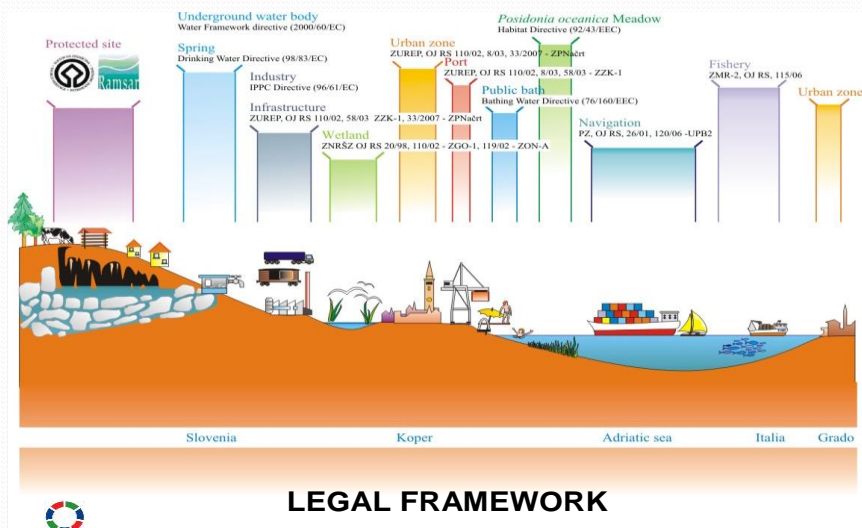 Underground water body
Water Framework directive (2000/60/EC)
Protected site
Ramsar
Spring
Drinking Water Directive (98/83/EC)
Industry
IPPC Directive (96/61/EC)
Infrastructure
ZUREP, OJ RS 110/02, 58/03 ZZK-1, 33/2007 - ZPNačrt
Wetland
ZNRŠZ OJ RS 20/98, 110/02 - ZGO-1, 119/02 - ZON-A
Urban zone
ZUREP, OJ RS 110/02, 8/03, 33/2007 - ZPNačrt
Port
ZUREP, OJ RS 110/02, 8/03, 58/03 - ZZK-1
Public bath
Bathing Water Directive (76/160/EEC)
Posidonia oceanica Meadow
Habitat Directive (92/43/EEC)
Navigation
PZ, OJ RS, 26/01, 120/06 -UPB2
Fishery
ZMR-2, OJ RS, 115/06
Urban zone
Slovenia
Koper
Adriatic sea
Italia
Grado
LEGAL FRAMEWORK